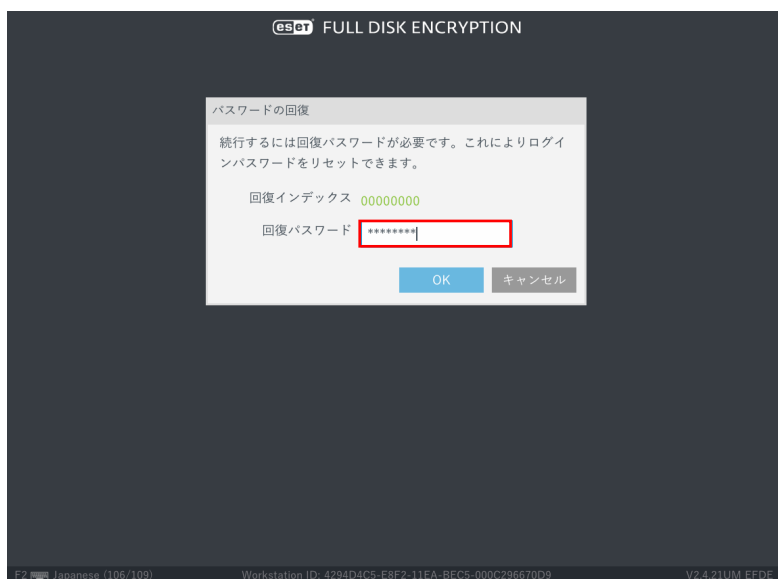 eset FULL DISK ENCRYPTION
パスワードの回復
続行するには回復パスワードが必要です。これによりログイ
ンパスワードをリセットできます。
回復インデックス 00000000
回復パスワード ********
OK キャンセル
F2 Japanese (106/109) Workstation ID: 4294D4C5-E8F2-11EA-BEC5-000C296670D9 V2.4.21UM EFDE